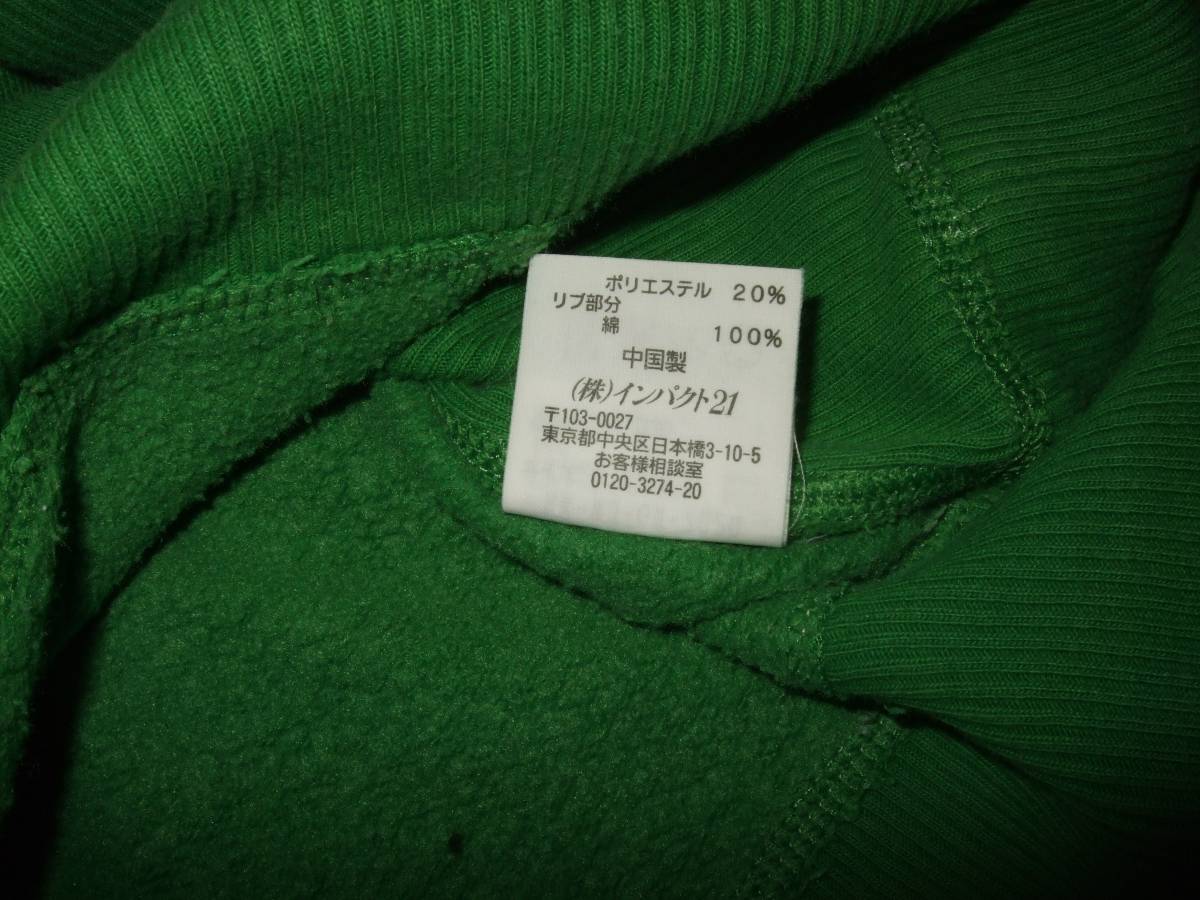 ポリエステル 20%
リブ部分
綿 100%
中国製
(株)インパクト21
〒103-0027
東京都中央区日本橋3-10-5
お客様相談室
0120-3274-20